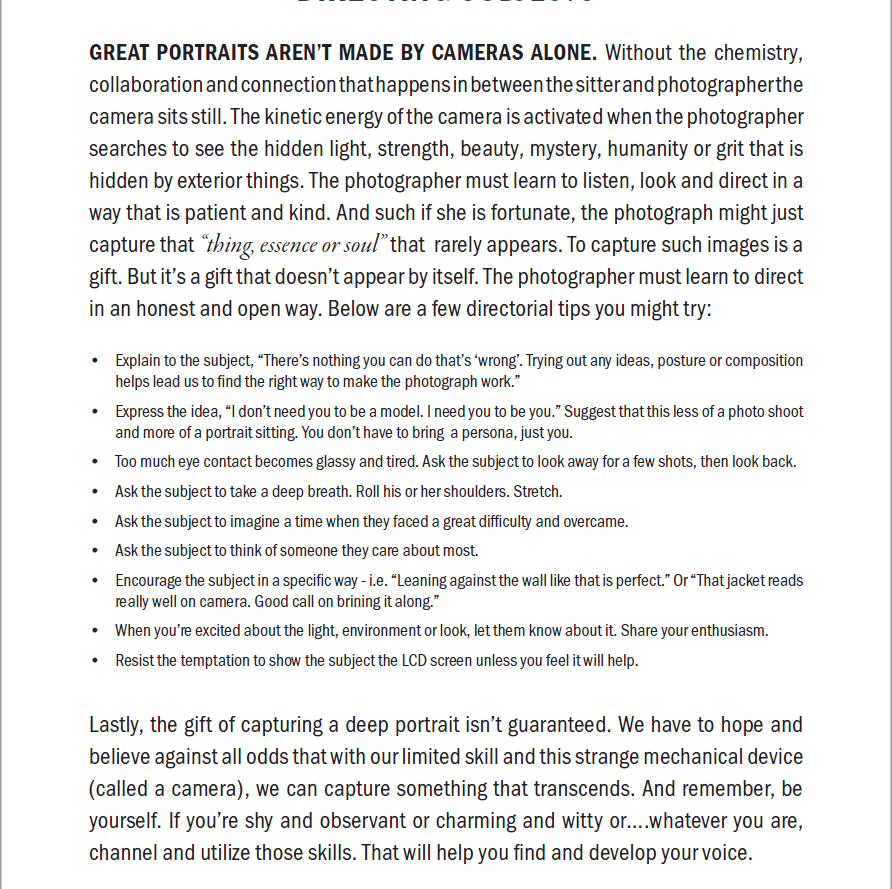 GREAT PORTRAITS AREN'T MADE BY CAMERAS ALONE. Without the chemistry,
collaboration and connection that happens in between the sitter and photographer the
camera sits still. The kinetic energy of the camera is activated when the photographer
searches to see the hidden light, strength, beauty, mystery, humanity or grit that is
hidden by exterior things. The photographer must learn to listen, look and direct in a
way that is patient and kind. And such if she is fortunate, the photograph might just
capture that “thing, essence or soul” that rarely appears. To capture such images is a
gift. But it's a gift that doesn't appear by itself. The photographer must learn to direct
in an honest and open way. Below are a few directorial tips you might try:
• Explain to the subject, “There's nothing you can do that's ‘wrong’. Trying out any ideas, posture or composition
helps lead us to find the right way to make the photograph work.”
• Express the idea, “I don't need you to be a model. I need you to be you.” Suggest that this less of a photo shoot
and more of a portrait sitting. You don't have to bring a persona, just you.
• Too much eye contact becomes glassy and tired. Ask the subject to look away for a few shots, then look back.
• Ask the subject to take a deep breath. Roll his or her shoulders. Stretch.
• Ask the subject to imagine a time when they faced a great difficulty and overcame.
• Ask the subject to think of someone they care about most.
• Encourage the subject in a specific way - i.e. “Leaning against the wall like that is perfect.” Or “That jacket reads
really well on camera. Good call on brining it along.”
• When you're excited about the light, environment or look, let them know about it. Share your enthusiasm.
• Resist the temptation to show the subject the LCD screen unless you feel it will help.
Lastly, the gift of capturing a deep portrait isn't guaranteed. We have to hope and
believe against all odds that with our limited skill and this strange mechanical device
(called a camera), we can capture something that transcends. And remember, be
yourself. If you're shy and observant or charming and witty or....whatever you are,
channel and utilize those skills. That will help you find and develop your voice.